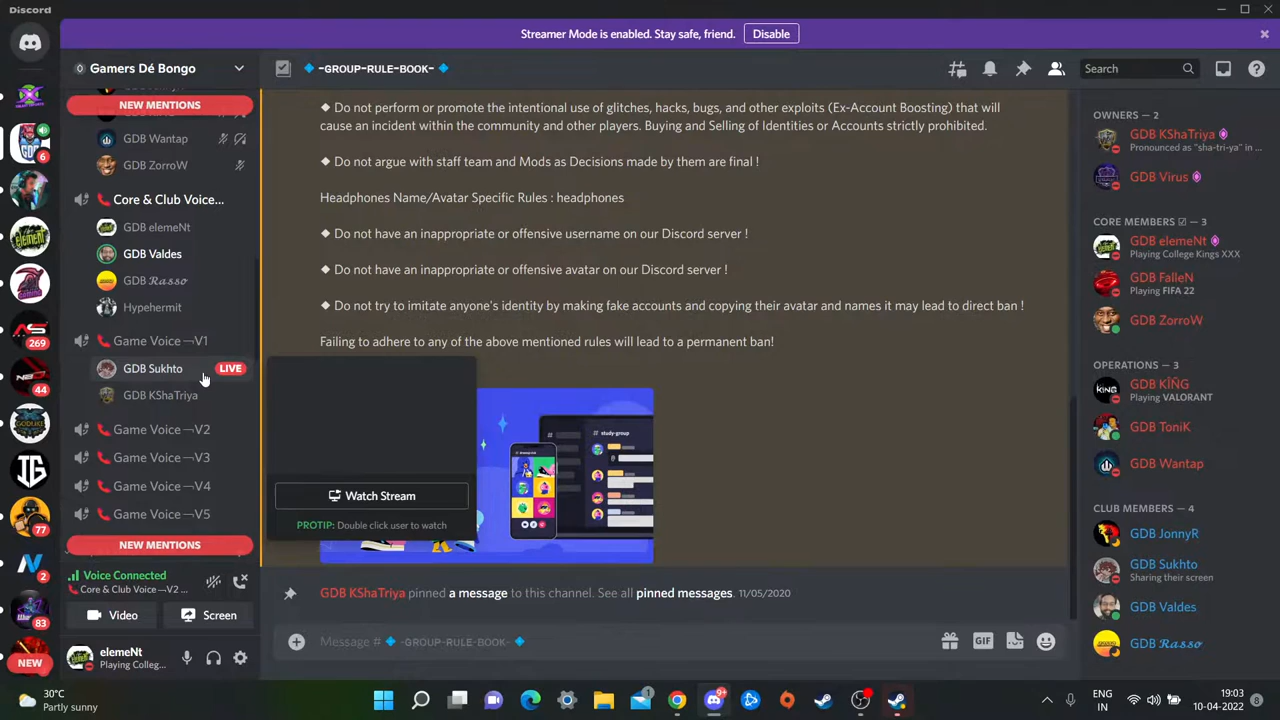 Discord
Streamer Mode is enabled. Stay safe, friend.
Disable
Gamers Dé Bongo
NEW MENTIONS
GDB Wantap
GDB ZorroW
Core & Club Voice...
GDB elemeNt
GDB Valdes
GDB 𝓡𝓪𝓼𝓼𝓸
Hypehermit
Game Voice —V1
GDB Sukhto
LIVE
GDB KShaTriya
Game Voice —V2
Game Voice —V3
Game Voice —V4
Game Voice —V5
NEW MENTIONS
Voice Connected
Core & Club Voice —V2 ...
Video
Screen
elemeNt
Playing Colleg...
6
269
44
77
2
83
NEW
-GROUP-RULE-BOOK-
Search
◆ Do not perform or promote the intentional use of glitches, hacks, bugs, and other exploits (Ex-Account Boosting) that will
cause an incident within the community and other players. Buying and Selling of Identities or Accounts strictly prohibited.
◆ Do not argue with staff team and Mods as Decisions made by them are final !
Headphones Name/Avatar Specific Rules : headphones
◆ Do not have an inappropriate or offensive username on our Discord server !
◆ Do not have an inappropriate or offensive avatar on our Discord server !
◆ Do not try to imitate anyone's identity by making fake accounts and copying their avatar and names it may lead to direct ban !
Failing to adhere to any of the above mentioned rules will lead to a permanent ban!
study-group
Watch Stream
PROTIP: Double click user to watch
GDB KShaTriya pinned a message to this channel. See all pinned messages. 11/05/2020
Message # -GROUP-RULE-BOOK-
GIF
OWNERS — 2
GDB KShaTriya
Pronounced as "sha-tri-ya" in ...
GDB Virus
CORE MEMBERS ☑ — 3
GDB elemeNt
Playing College Kings XXX
GDB FalleN
Playing FIFA 22
GDB ZorroW
OPERATIONS — 3
GDB KÌÑG
Playing VALORANT
GDB ToniK
GDB Wantap
CLUB MEMBERS — 4
GDB JonnyR
GDB Sukhto
Sharing their screen
GDB Valdes
GDB 𝓡𝓪𝓼𝓼𝓸
30°C
Partly sunny
1
9+
ENG
IN
19:03
10-04-2022
8